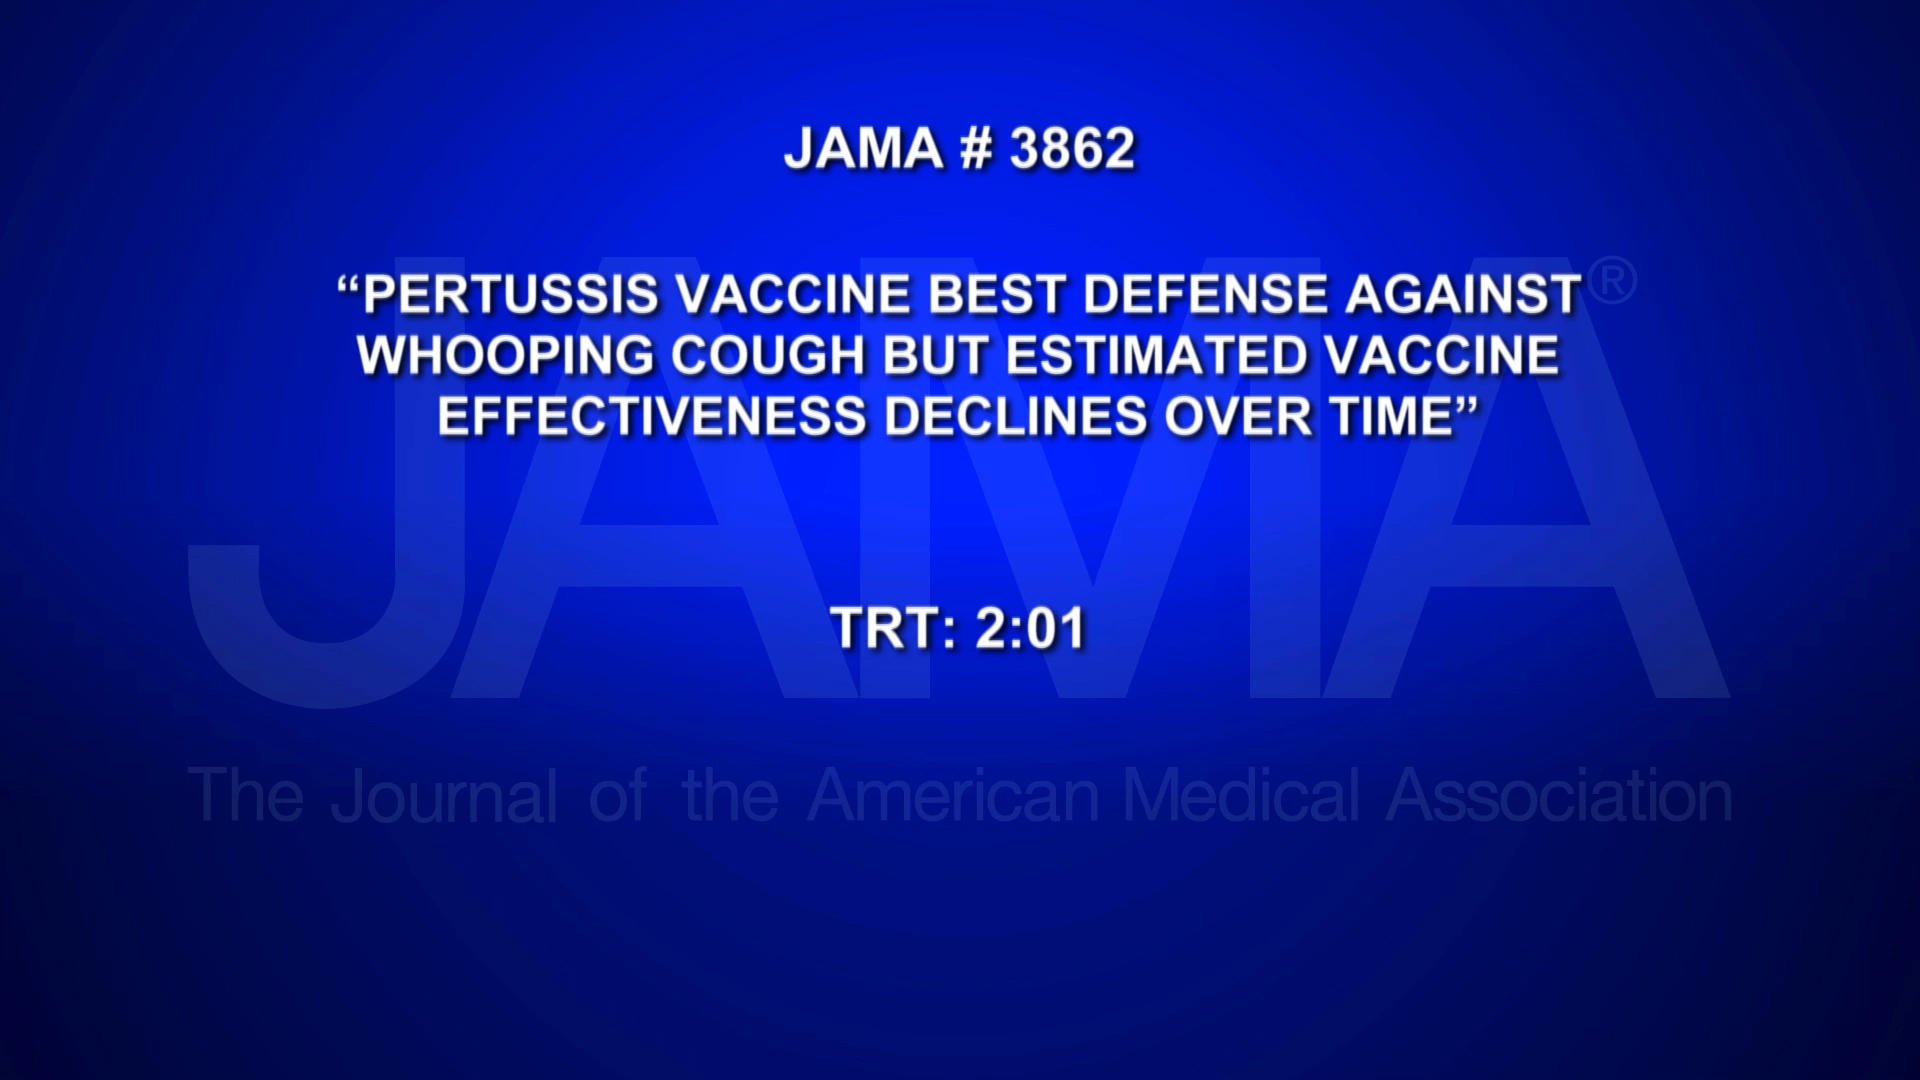 JAMA # 3862
“PERTUSSIS VACCINE BEST DEFENSE AGAINST
WHOOPING COUGH BUT ESTIMATED VACCINE
EFFECTIVENESS DECLINES OVER TIME”
TRT: 2:01
JAMA®
The Journal of the American Medical Association